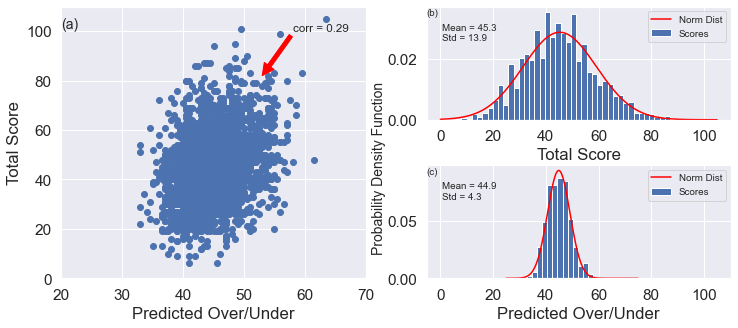 (a)
corr = 0.29
100
80
60
40
20
0
Total Score
20 30 40 50 60 70
Predicted Over/Under
(b)
Mean = 45.3
Std = 13.9
Norm Dist
Scores
0.02
0.00
0 20 40 60 80 100
Total Score
Probability Density Function
(c)
Mean = 44.9
Std = 4.3
Norm Dist
Scores
0.05
0.00
0 20 40 60 80 100
Predicted Over/Under